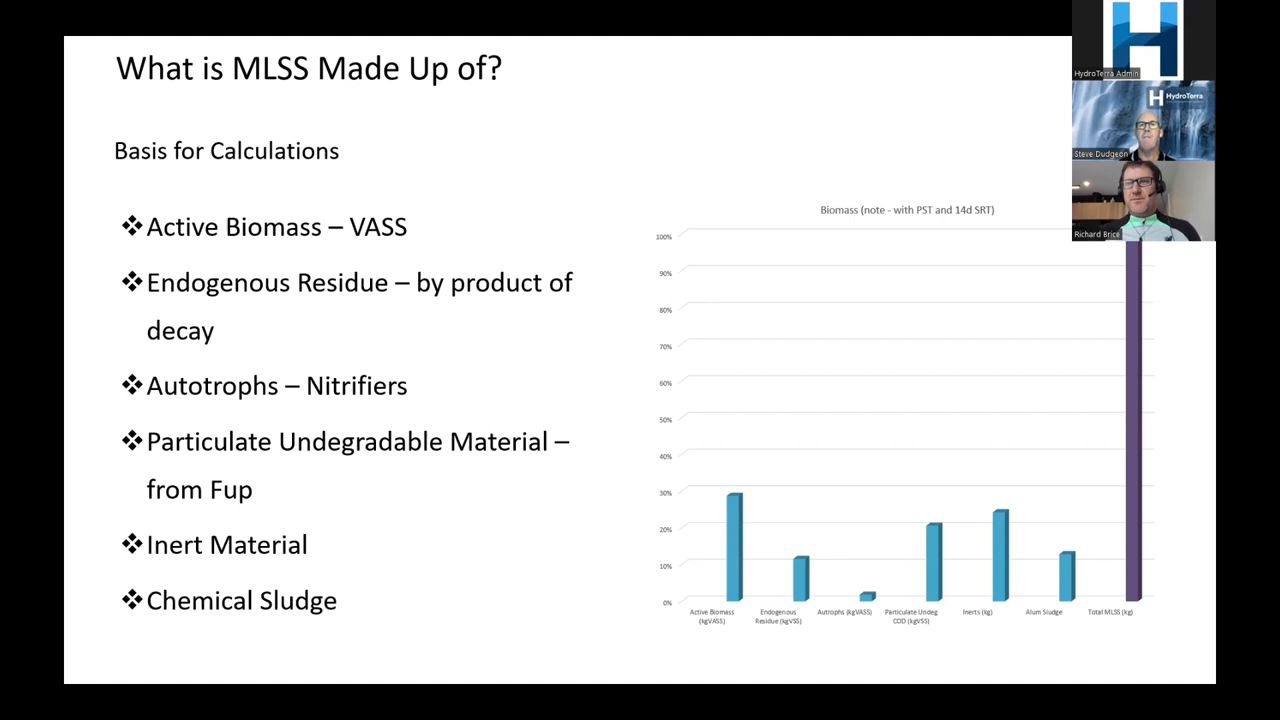 What is MLSS Made Up of?
Basis for Calculations
❖Active Biomass – VASS
❖Endogenous Residue – by product of
decay
❖Autotrophs – Nitrifiers
❖Particulate Undegradable Material –
from Fup
❖Inert Material
❖Chemical Sludge
Biomass (note - with PST and 14d SRT)
100%
90%
80%
70%
60%
50%
40%
30%
20%
10%
0%
Active Biomass
(kgVASS)
Endogenous
Residue (kgVSS)
Autrophs (kgVASS)
Particulate Undeg
COD (kgVSS)
Inerts (kg)
Alum Sludge
Total MLSS (kg)
H
HydroTerra Admin
H HydroTerra
Steve Dudgeon
Richard Brice